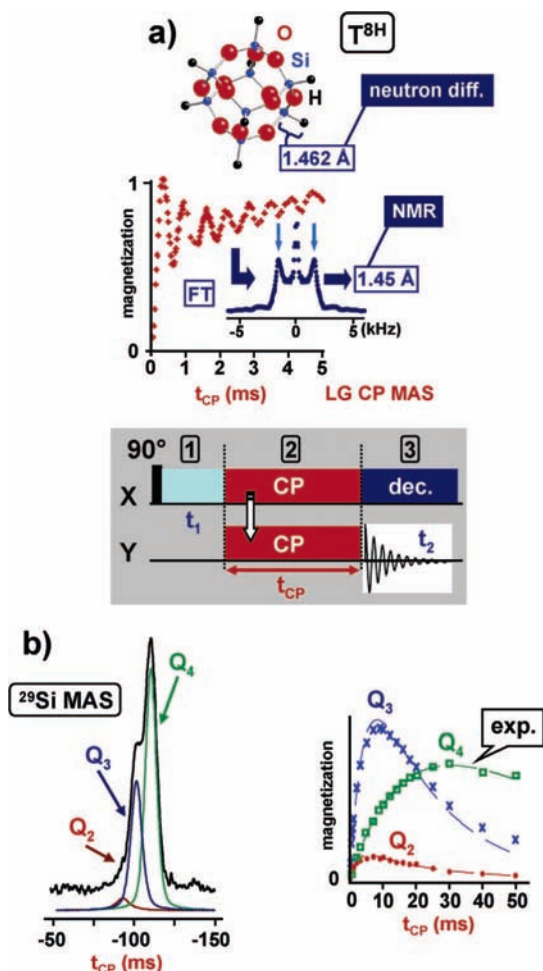 a)
T8H
O
Si
H
neutron diff.
1.462 Å
1
magnetization
0
NMR
1.45 Å
FT
-5 0 5 (kHz)
0 1 2 3 4 5
tCP (ms)
LG CP MAS
90° 1 2 3
X CP dec.
t1
Y CP t2
tCP
b)
29Si MAS
Q4
Q3
Q2
-50 -100 -150
tCP (ms)
Q3
Q4
exp.
Q2
magnetization
0
0 10 20 30 40 50
tCP (ms)